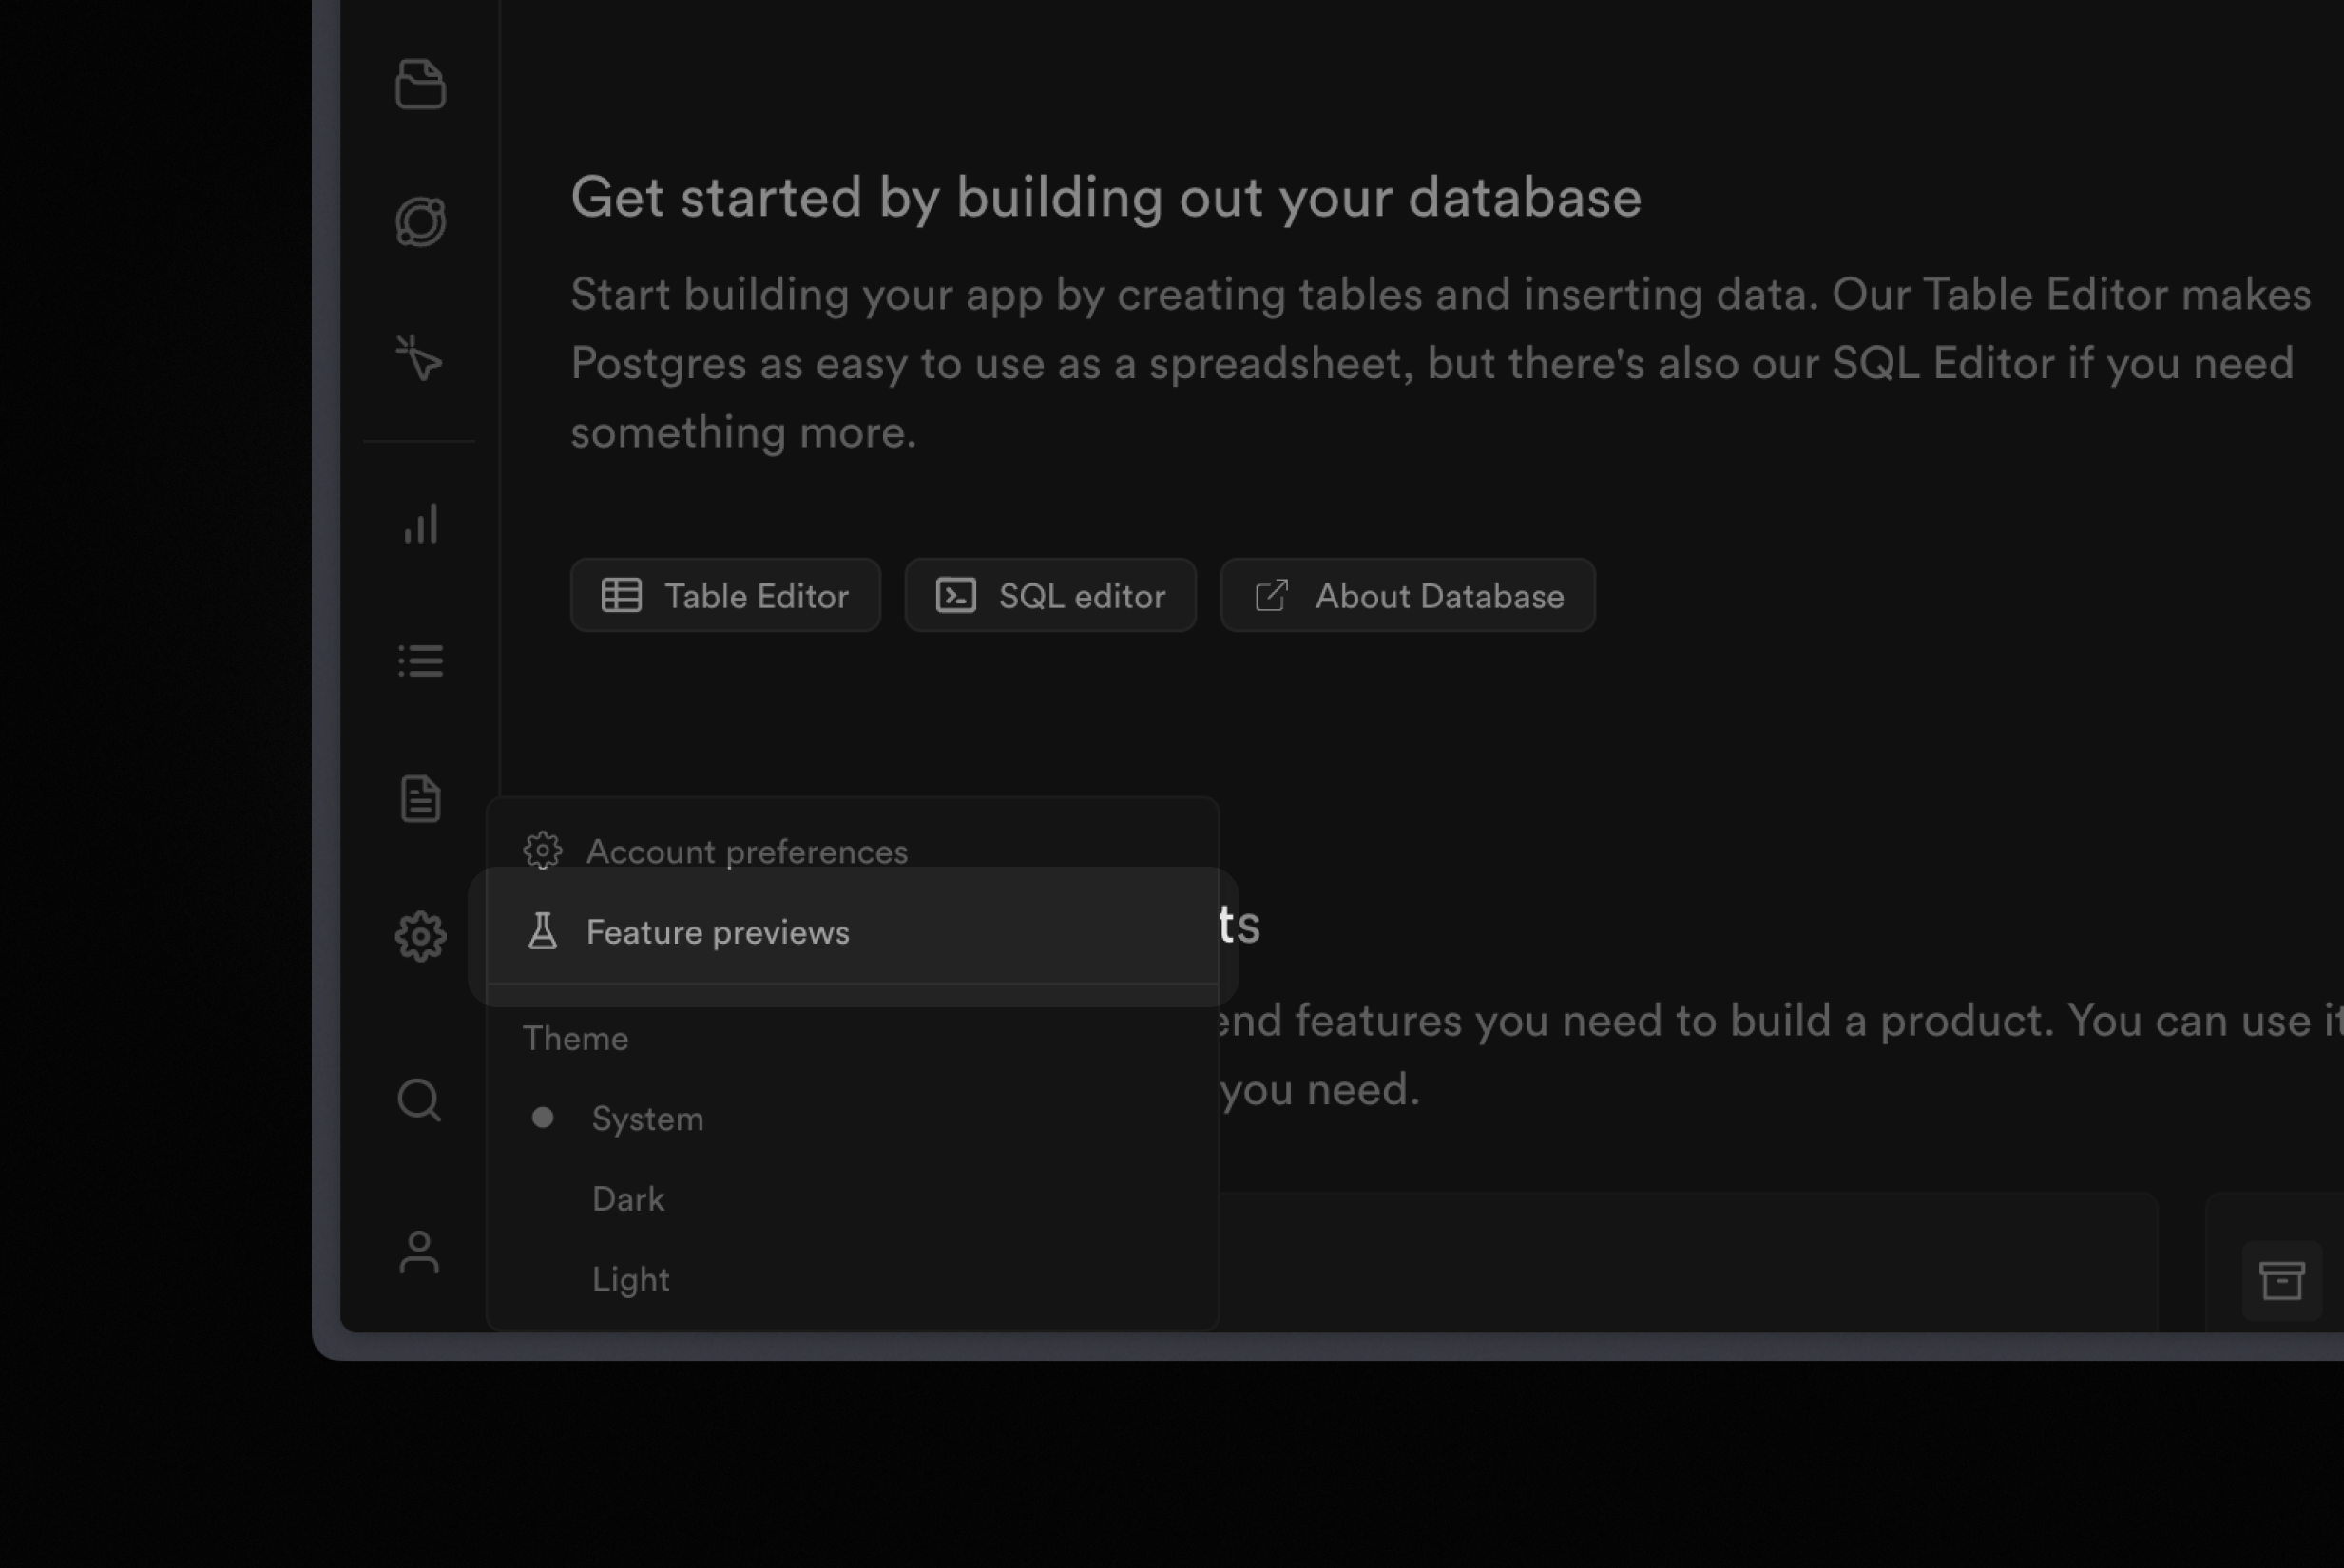 Get started by building out your database
Start building your app by creating tables and inserting data. Our Table Editor makes
Postgres as easy to use as a spreadsheet, but there's also our SQL Editor if you need
something more.
Table Editor
SQL editor
About Database
Account preferences
Feature previews
Theme
System
Dark
Light
features you need to build a product. You can use
you need.